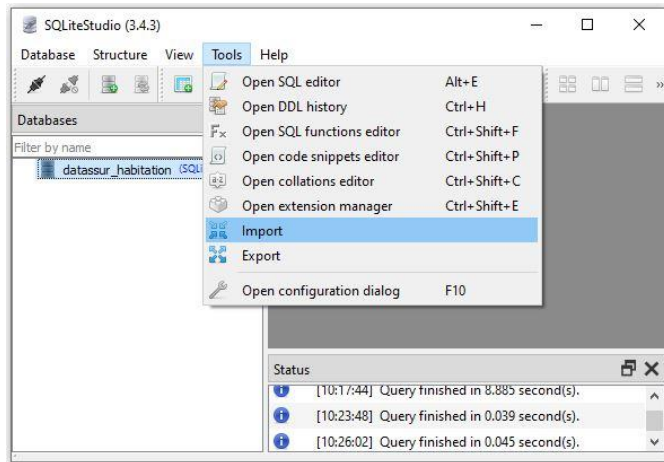 SQLiteStudio (3.4.3)
Database Structure View Tools Help
Databases
Filter by name
datassur_habitation (SQLi
Open SQL editor Alt+E
Open DDL history Ctrl+H
Open SQL functions editor Ctrl+Shift+F
Open code snippets editor Ctrl+Shift+P
Open collations editor Ctrl+Shift+C
Open extension manager Ctrl+Shift+E
Import
Export
Open configuration dialog F10
Status
[10:17:44] Query finished in 8.885 second(s).
[10:23:48] Query finished in 0.039 second(s).
[10:26:02] Query finished in 0.045 second(s).